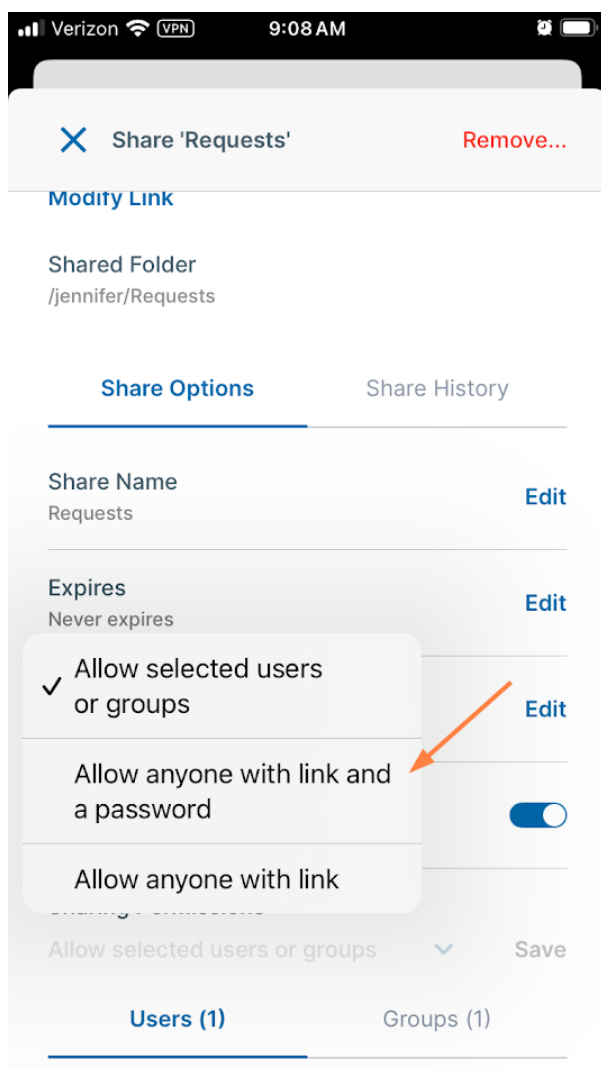 Verizon VPN 9:08 AM
Share 'Requests' Remove...
Modify Link
Shared Folder
/jennifer/Requests
Share Options Share History
Share Name
Edit
Requests
Expires
Edit
Never expires
Allow selected users
or groups
Edit
Allow anyone with link and
a password
Allow anyone with link
Sharing Permissions
Allow selected users or groups Save
Users (1) Groups (1)